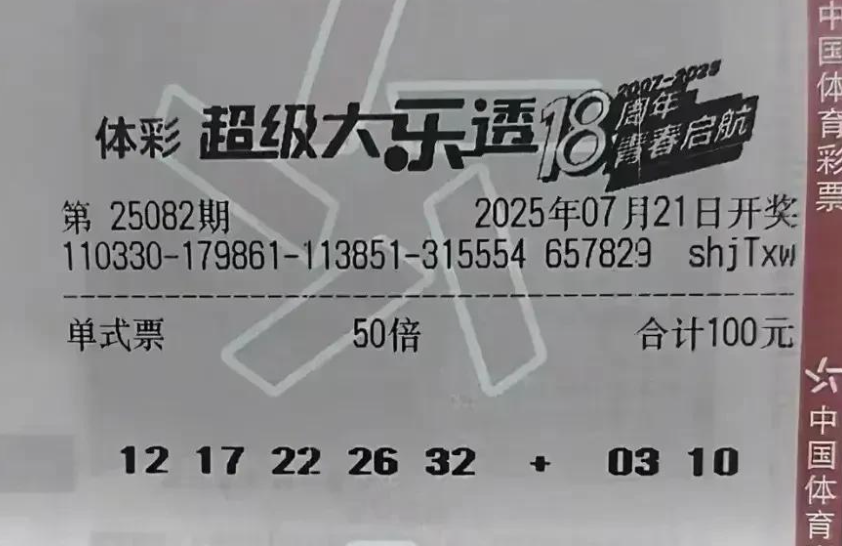 2007-2025
体彩 超级大乐透 18 周年
青春启航
第 25082期 2025年07月21日开奖
110330-179861-113851-315554 657829 shjTxw
单式票 50倍 合计100元
12 17 22 26 32 + 03 10
中国体育彩票
中国体育